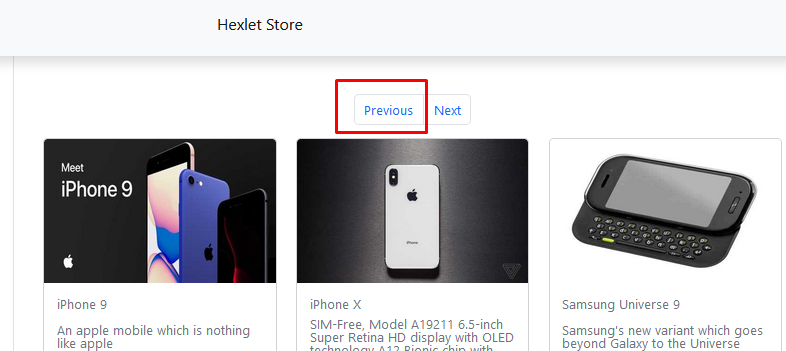 Hexlet Store
Previous
Next
Meet
iPhone 9
iPhone
iPhone 9
An apple mobile which is nothing
like apple
iPhone X
SIM-Free, Model A19211 6.5-inch
Super Retina HD display with OLED
technology A12 Bionic chip with
Samsung Universe 9
Samsung's new variant which goes
beyond Galaxy to the Universe